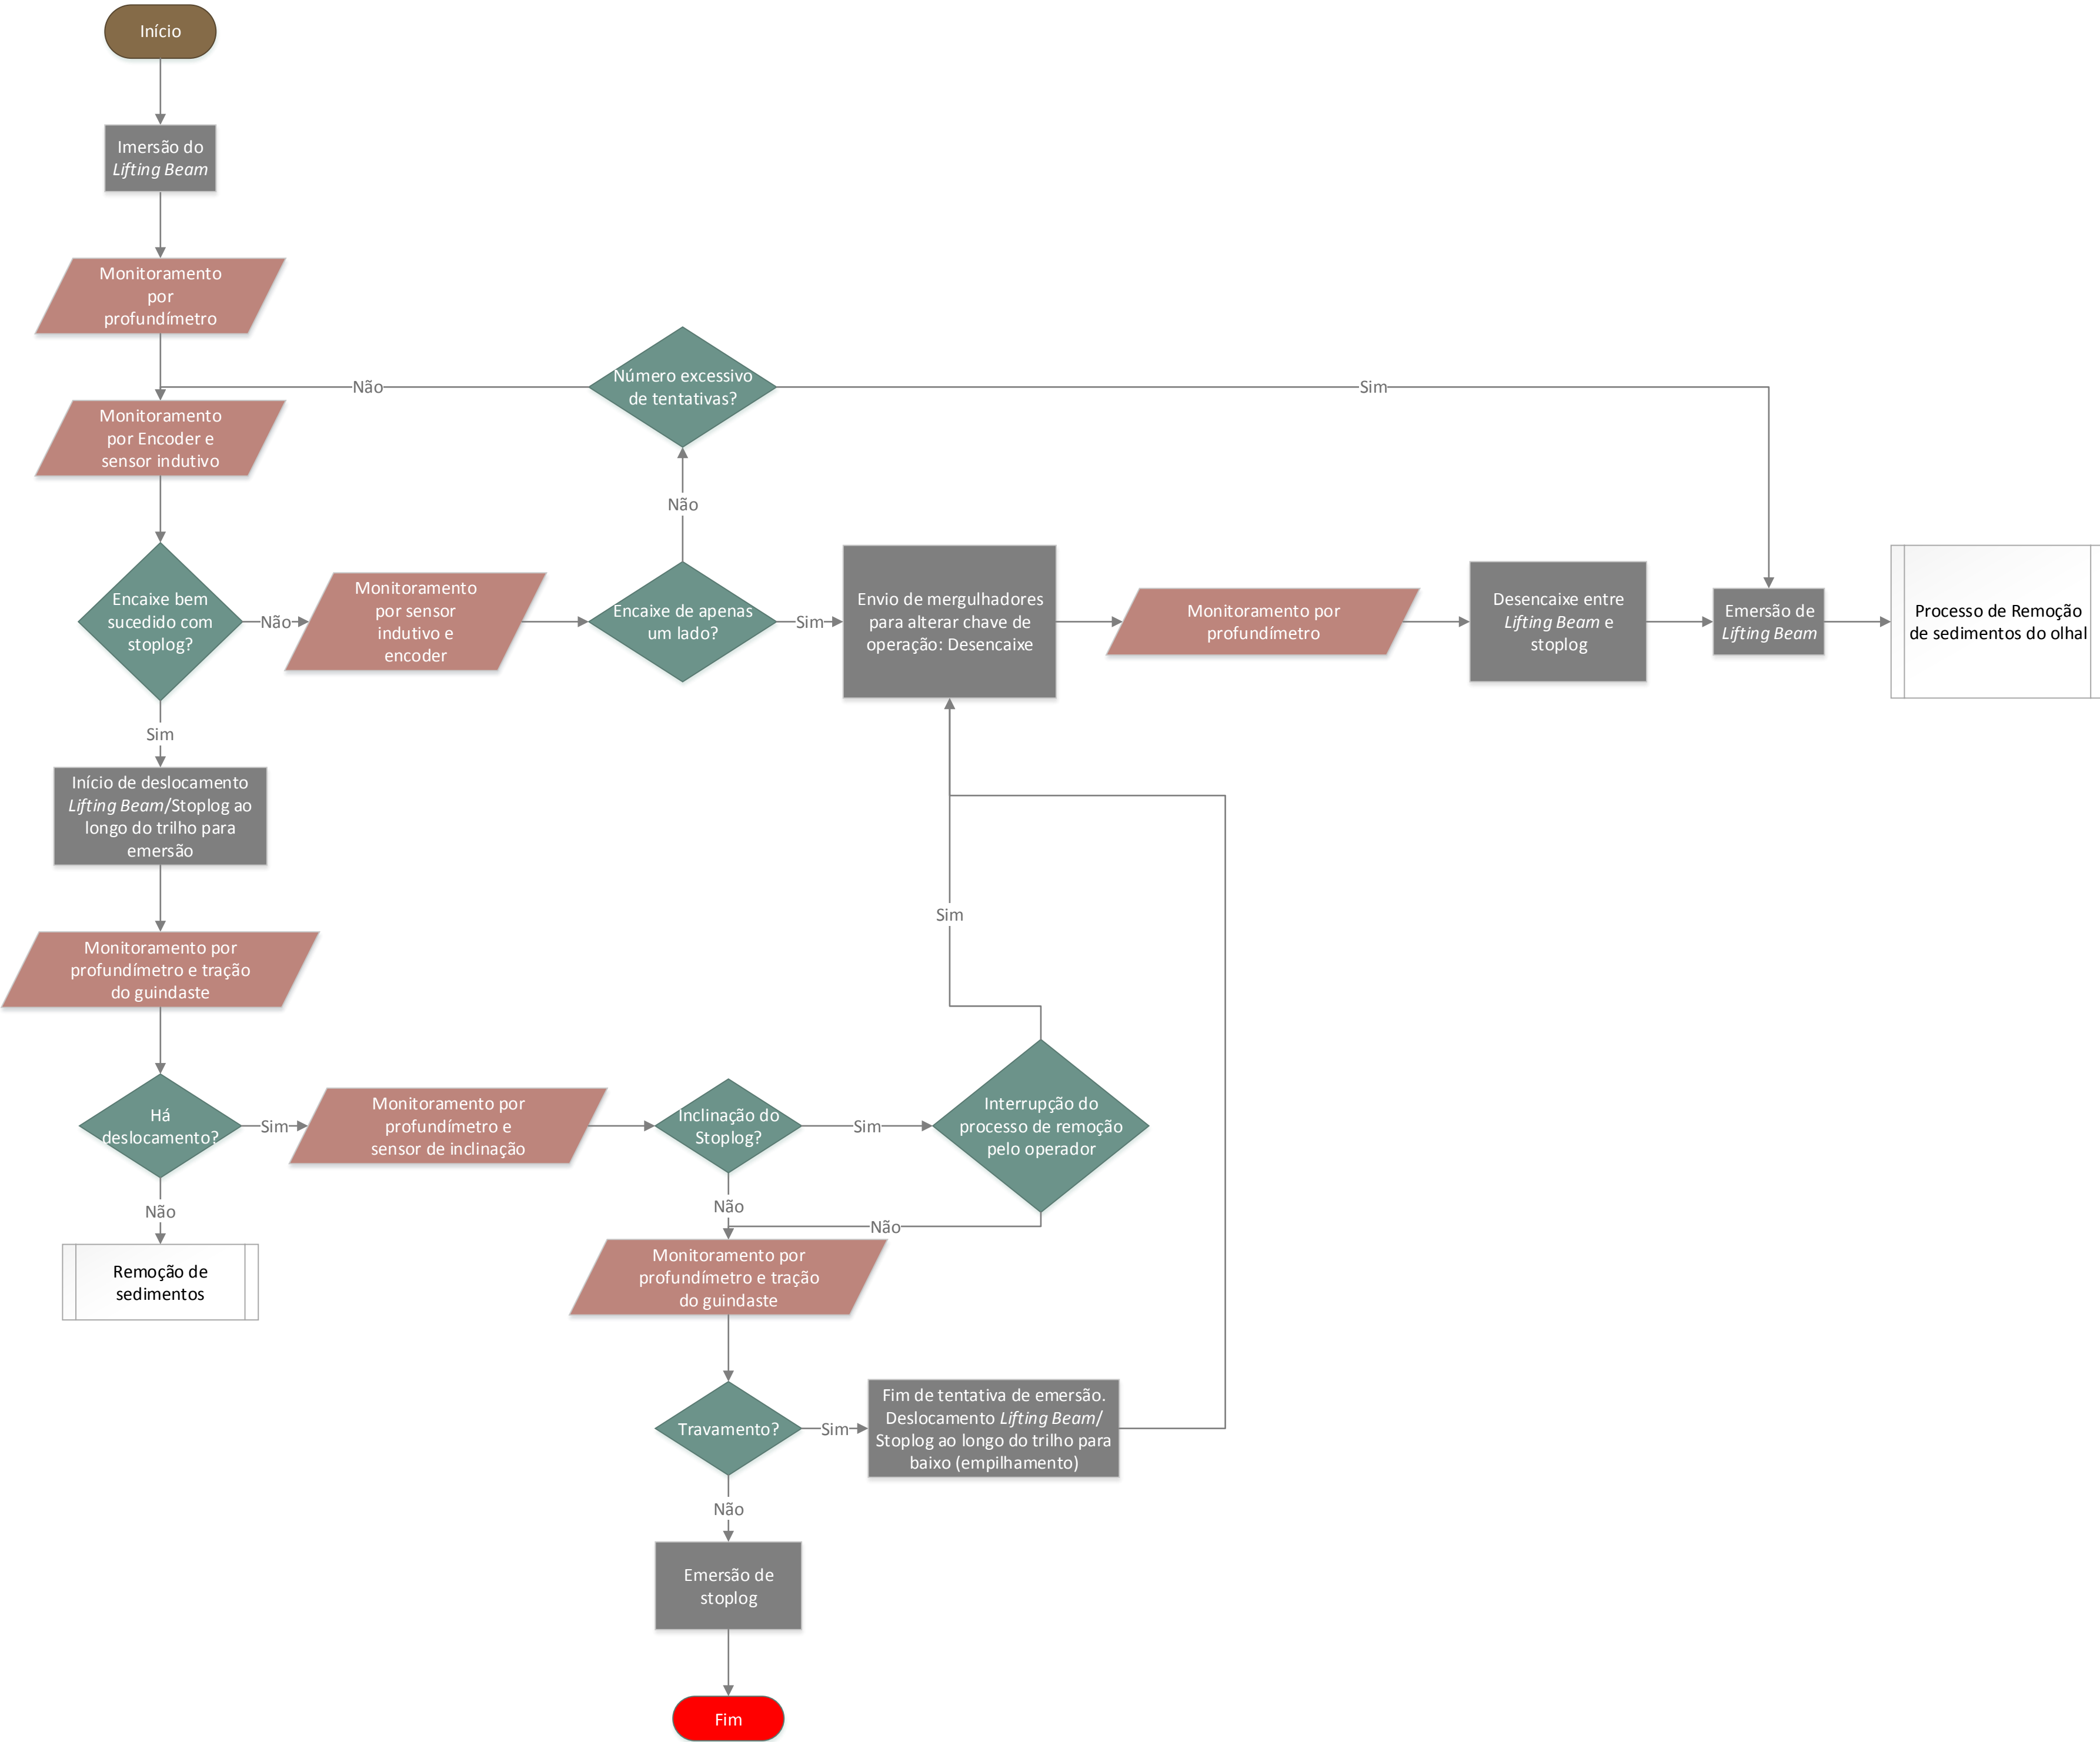 Início
Imersão do
Lifting Beam
Monitoramento
por
profundímetro
Número excessivo
de tentativas?
Não
Sim
Monitoramento
por Encoder e
sensor indutivo
Não
Encaixe bem
sucedido com
stoplog?
Não
Monitoramento
por sensor
indutivo e
encoder
Encaixe de apenas
um lado?
Sim
Envio de mergulhadores
para alterar chave de
operação: Desencaixe
Monitoramento por
profundímetro
Desencaixe entre
Lifting Beam e
stoplog
Emersão de
Lifting Beam
Processo de Remoção
de sedimentos do olhal
Sim
Início de deslocamento
Lifting Beam/Stoplog ao
longo do trilho para
emersão
Sim
Monitoramento por
profundímetro e tração
do guindaste
Há
deslocamento?
Sim
Monitoramento por
profundímetro e
sensor de inclinação
Inclinação do
Stoplog?
Sim
Interrupção do
processo de remoção
pelo operador
Não
Não
Não
Remoção de
sedimentos
Monitoramento por
profundímetro e tração
do guindaste
Travamento?
Sim
Fim de tentativa de emersão.
Deslocamento Lifting Beam/
Stoplog ao longo do trilho para
baixo (empilhamento)
Não
Emersão de
stoplog
Fim